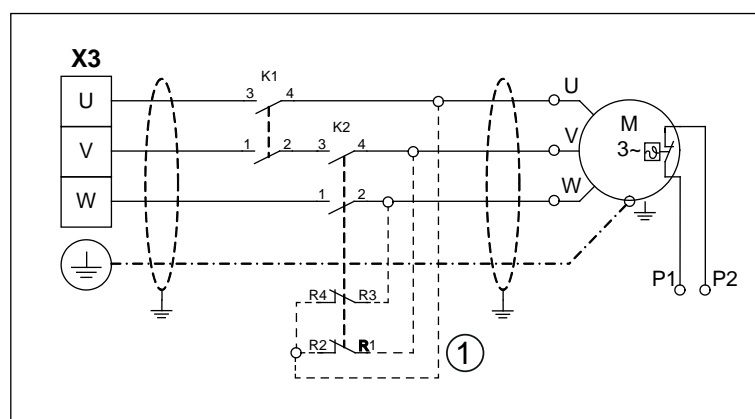 X3
K1
U 3 4 U
K2
M
V 1 2 3 4 V
3~ ϑ
W 1 2 W
P1 P2
R4 R3
R2 R1
1